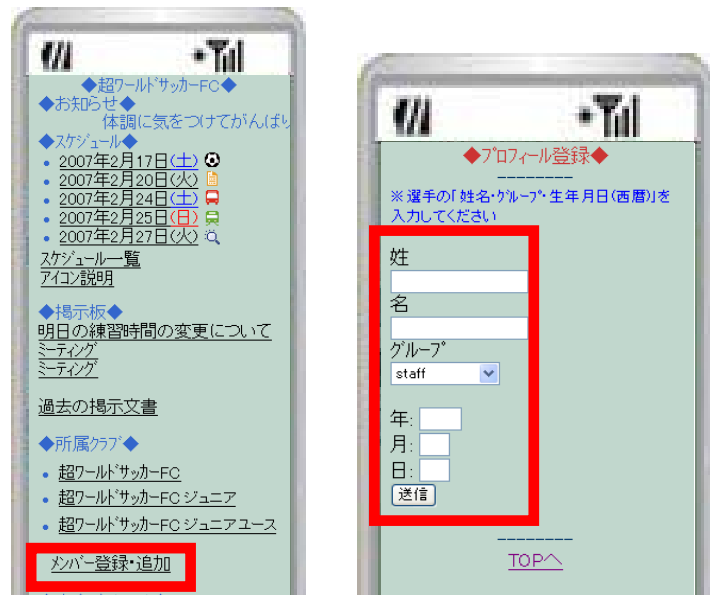 ◆超ワールドサッカーFC◆
◆お知らせ◆
体調に気をつけてがんばり
◆スケジュール◆
2007年2月17日(土)
2007年2月20日(火)
2007年2月24日(土)
2007年2月25日(日)
2007年2月27日(火)
スケジュール一覧
アイコン説明
◆掲示板◆
明日の練習時間の変更について
ミーティング
ミーティング
過去の掲示文書
◆所属クラブ◆
超ワールドサッカーFC
超ワールドサッカーFC ジュニア
超ワールドサッカーFC ジュニアユース
メンバー登録・追加
◆プロフィール登録◆
--------
※選手の「姓名・グループ・生年月日(西暦)」を
入力してください
姓
名
グループ
staff
年:
月:
日:
送信
--------
TOPへ